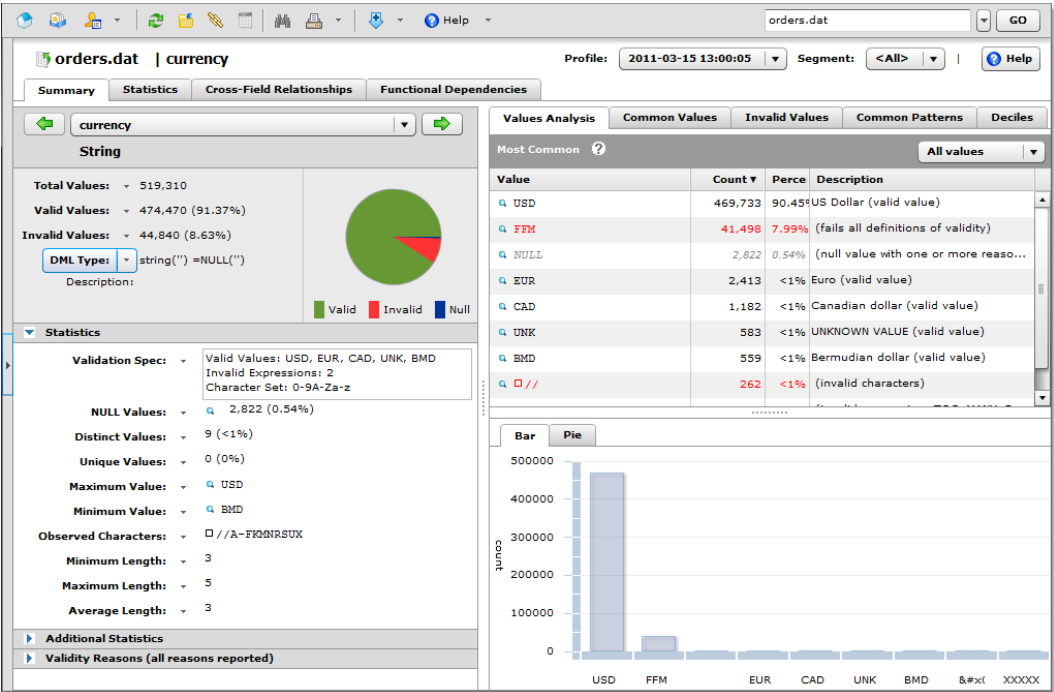 Help
orders.dat
GO
orders.dat | currency
Profile: 2011-03-15 13:00:05 Segment: <All> | Help
Summary Statistics Cross-Field Relationships Functional Dependencies
currency
String
Total Values: 519,310
Valid Values: 474,470 (91.37%)
Invalid Values: 44,840 (8.63%)
DML Type: string('') =NULL('')
Description:
Valid Invalid Null
Statistics
Validation Spec: Valid Values: USD, EUR, CAD, UNK, BMD
Invalid Expressions: 2
Character Set: 0-9A-Za-z
NULL Values: 2,822 (0.54%)
Distinct Values: 9 (<1%)
Unique Values: 0 (0%)
Maximum Value: USD
Minimum Value: BMD
Observed Characters: □//A-FKMNRSUX
Minimum Length: 3
Maximum Length: 5
Average Length: 3
Additional Statistics
Validity Reasons (all reasons reported)
Values Analysis Common Values Invalid Values Common Patterns Deciles
Most Common ? All values
Value Count Perce Description
USD 469,733 90.45% US Dollar (valid value)
FFM 41,498 7.99% (fails all definitions of validity)
NULL 2,822 0.54% (null value with one or more reaso...
EUR 2,413 <1% Euro (valid value)
CAD 1,182 <1% Canadian dollar (valid value)
UNK 583 <1% UNKNOWN VALUE (valid value)
BMD 559 <1% Bermudian dollar (valid value)
□// 262 <1% (invalid characters)
Bar Pie
500000
400000
300000
200000
100000
0
count
USD FFM EUR CAD UNK BMD &#x( XXXXX